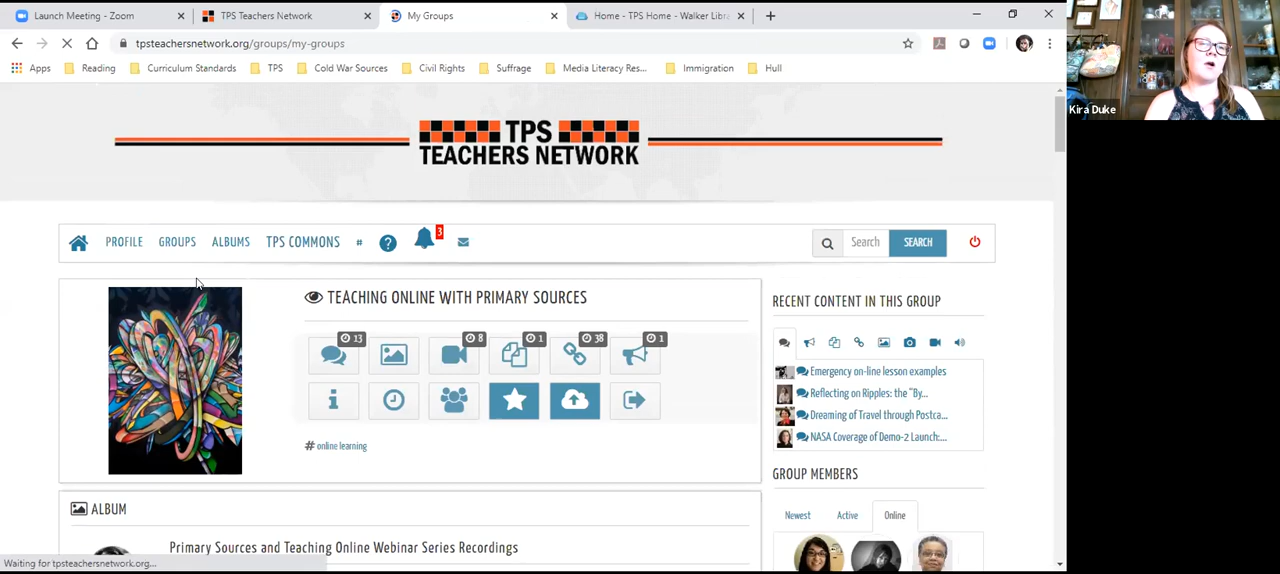 Launch Meeting - Zoom
TPS Teachers Network
My Groups
Home - TPS Home - Walker Libra
tpsteachersnetwork.org/groups/my-groups
Apps Reading Curriculum Standards TPS Cold War Sources Civil Rights Suffrage Media Literacy Res... Immigration Hull
Kira Duke
TPS
TEACHERS NETWORK
PROFILE GROUPS ALBUMS TPS COMMONS # ? 3 Search SEARCH
TEACHING ONLINE WITH PRIMARY SOURCES
13 8 1 38 1
# online learning
ALBUM
Primary Sources and Teaching Online Webinar Series Recordings
RECENT CONTENT IN THIS GROUP
Emergency on-line lesson examples
Reflecting on Ripples: the "By...
Dreaming of Travel through Postca...
NASA Coverage of Demo-2 Launch:...
GROUP MEMBERS
Newest Active Online
Waiting for tpsteachersnetwork.org...